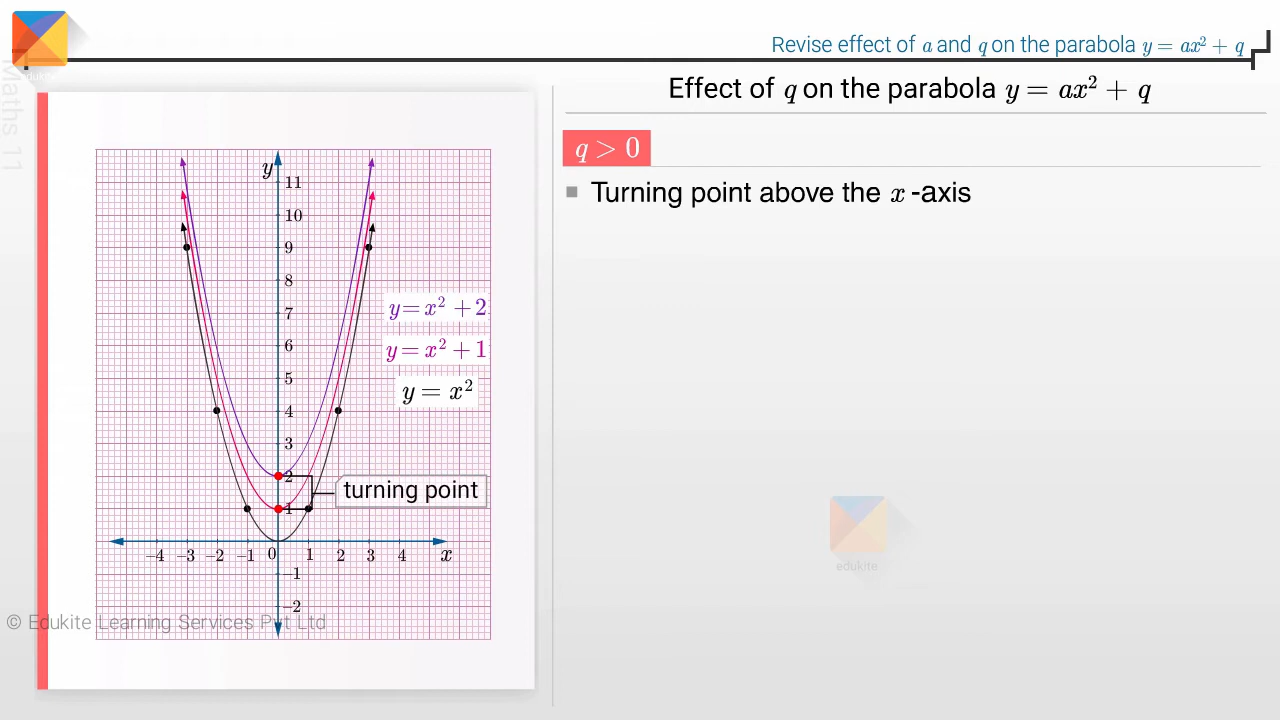 edukite
Maths 11
Revise effect of a and q on the parabola y = ax² + q
Effect of q on the parabola y = ax² + q
q > 0
Turning point above the x -axis
y
11
10
9
8
7
6
5
4
3
2
1
y = x² + 2
y = x² + 1
y = x²
turning point
−4 −3 −2 −1 0 1 2 3 4 x
−1
−2
© Edukite Learning Services Pvt Ltd
edukite